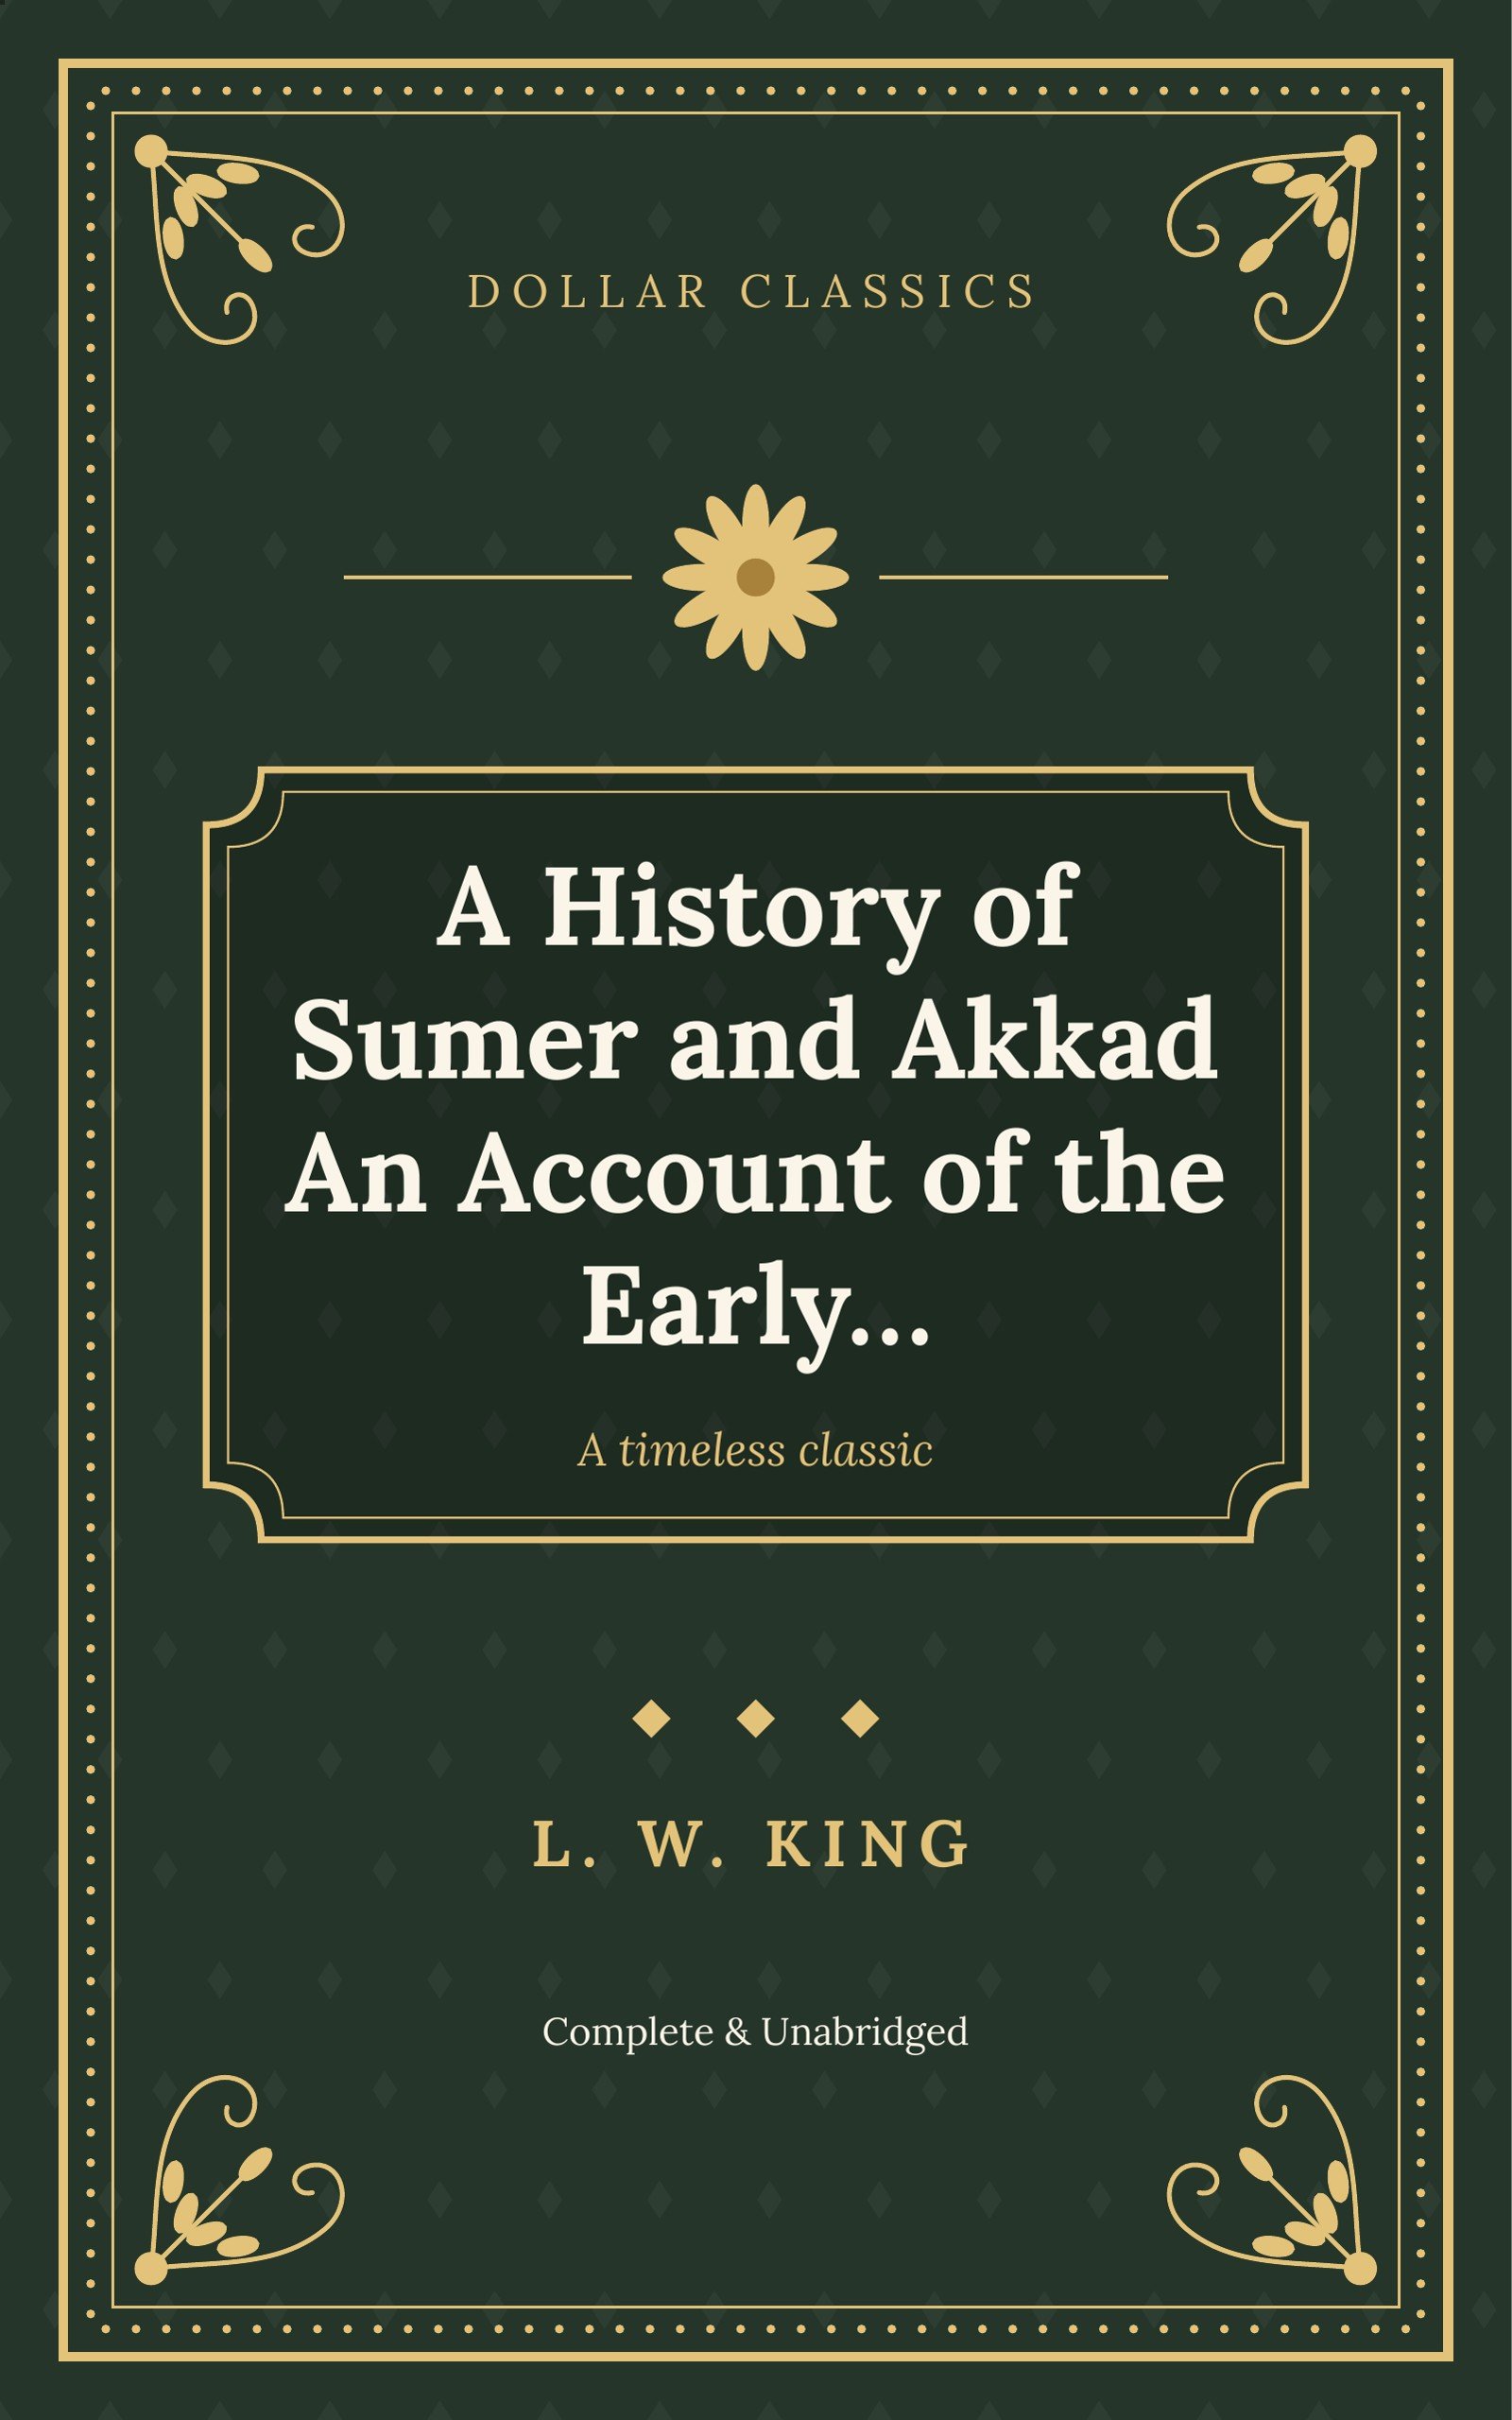 DOLLAR CLASSICS
A History of
Sumer and Akkad
An Account of the
Early...
A timeless classic
L. W. KING
Complete & Unabridged